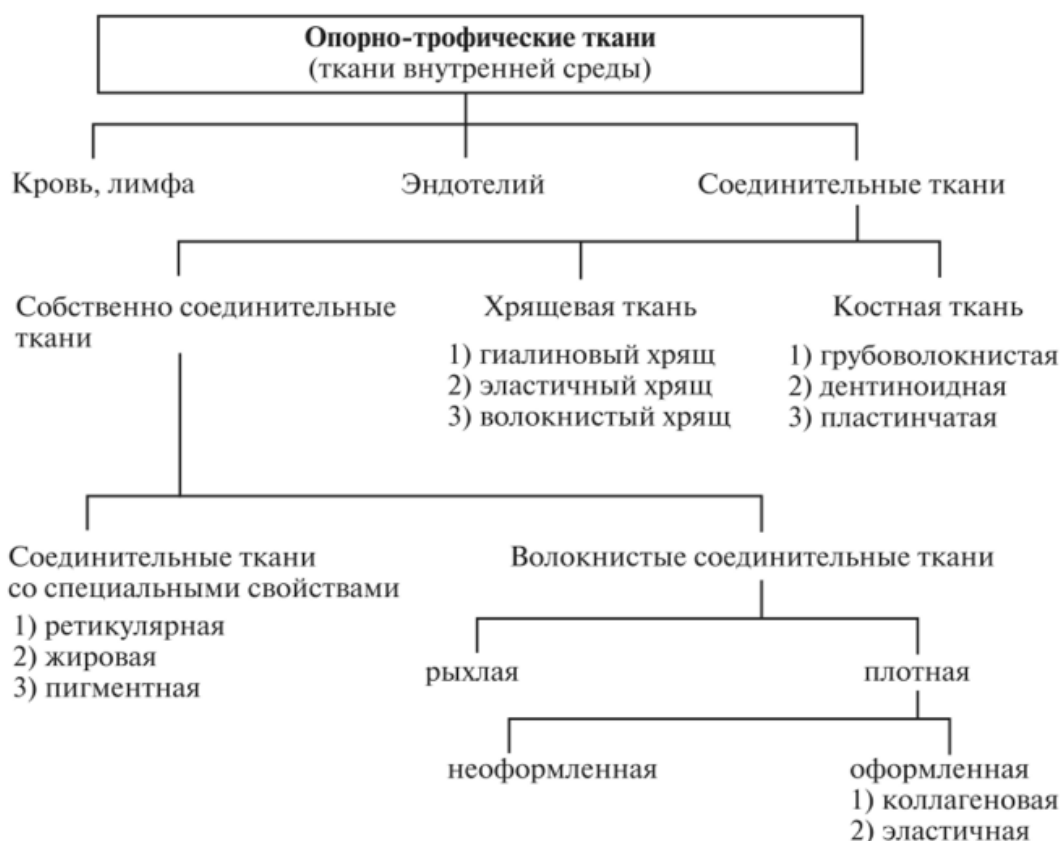 Опорно-трофические ткани
(ткани внутренней среды)
Кровь, лимфа
Эндотелий
Соединительные ткани
Собственно соединительные
ткани
Хрящевая ткань
1) гиалиновый хрящ
2) эластичный хрящ
3) волокнистый хрящ
Костная ткань
1) грубоволокнистая
2) дентиноидная
3) пластинчатая
Соединительные ткани
со специальными свойствами
1) ретикулярная
2) жировая
3) пигментная
Волокнистые соединительные ткани
рыхлая
плотная
неоформленная
оформленная
1) коллагеновая
2) эластичная